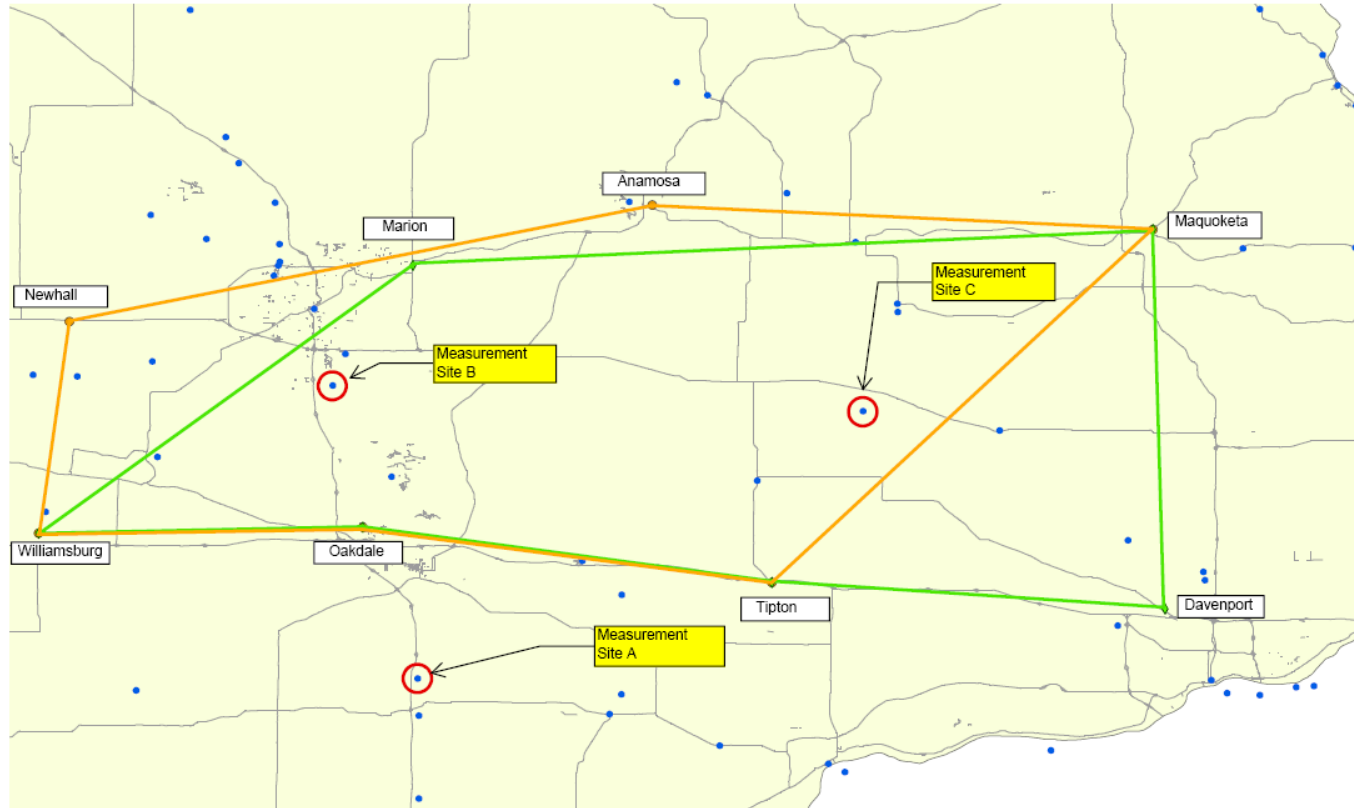 Anamosa
Marion
Maquoketa
Measurement
Site C
Newhall
Measurement
Site B
Williamsburg
Oakdale
Tipton
Davenport
Measurement
Site A